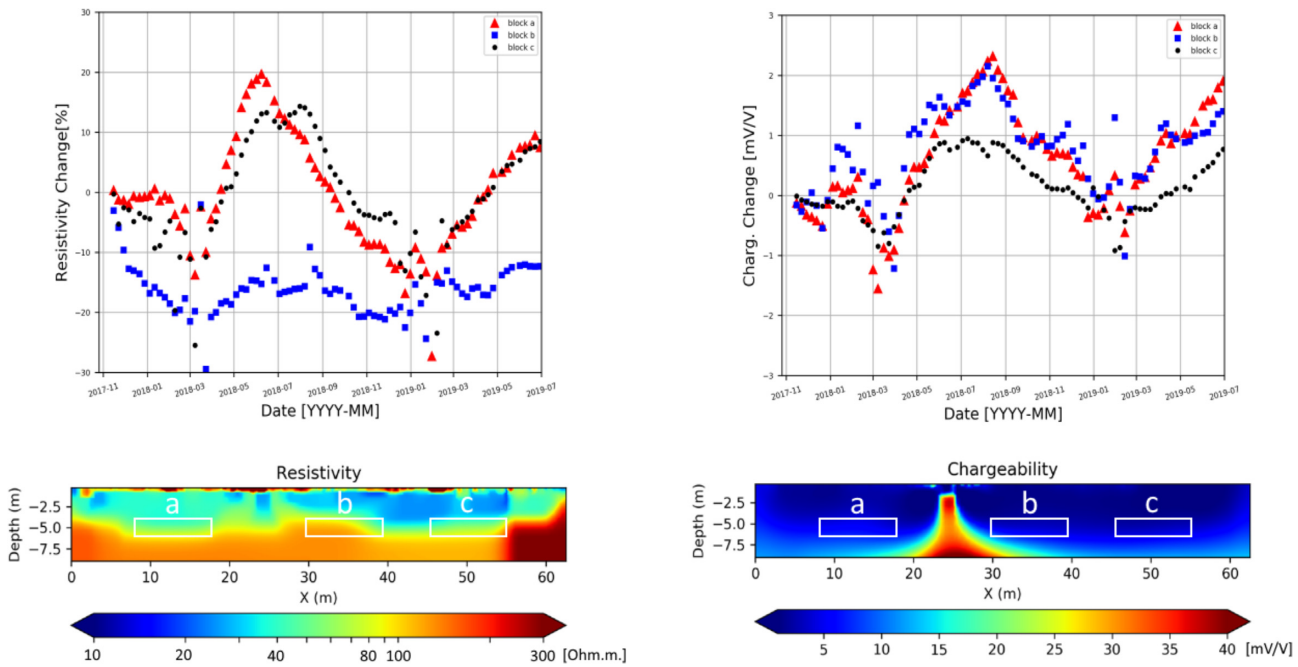 30
20
10
0
−10
−20
−30
Resistivity Change[%]
block a
block b
block c
2017-11 2018-01 2018-03 2018-05 2018-07 2018-09 2018-11 2019-01 2019-03 2019-05 2019-07
Date [YYYY-MM]
3
2
1
0
−1
−2
−3
Charg. Change [mV/V]
block a
block b
block c
2017-11 2018-01 2018-03 2018-05 2018-07 2018-09 2018-11 2019-01 2019-03 2019-05 2019-07
Date [YYYY-MM]
Resistivity
Depth (m)
−2.5
−5.0
−7.5
a b c
0 10 20 30 40 50 60
X (m)
10 20 40 60 80 100 300 [Ohm.m.]
Chargeability
Depth (m)
−2.5
−5.0
−7.5
a b c
0 10 20 30 40 50 60
X (m)
5 10 15 20 25 30 35 40 [mV/V]